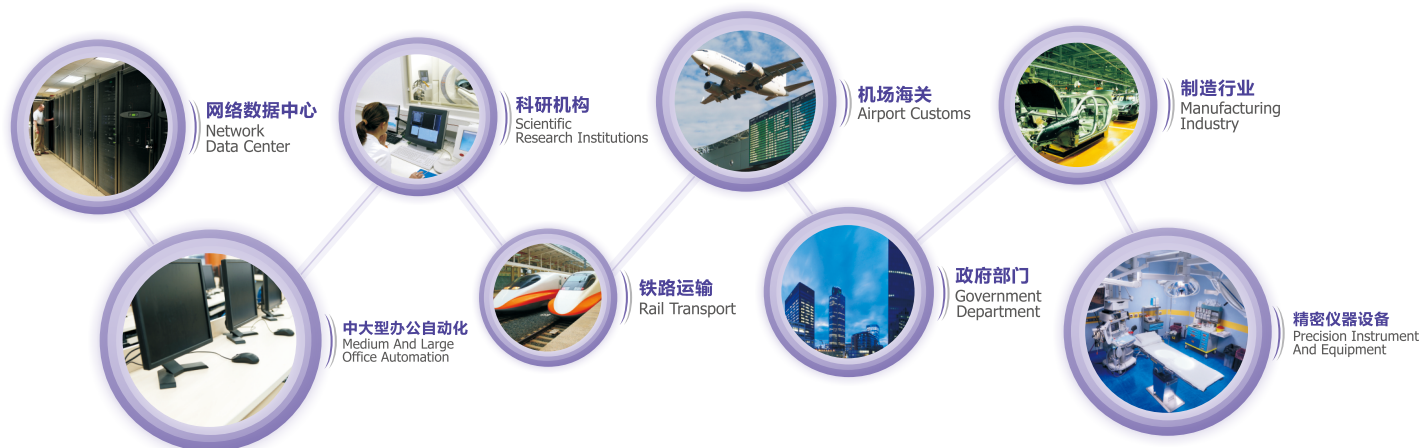 网络数据中心
Network
Data Center
中大型办公自动化
Medium And Large
Office Automation
科研机构
Scientific
Research Institutions
铁路运输
Rail Transport
机场海关
Airport Customs
政府部门
Government
Department
制造行业
Manufacturing
Industry
精密仪器设备
Precision Instrument
And Equipment